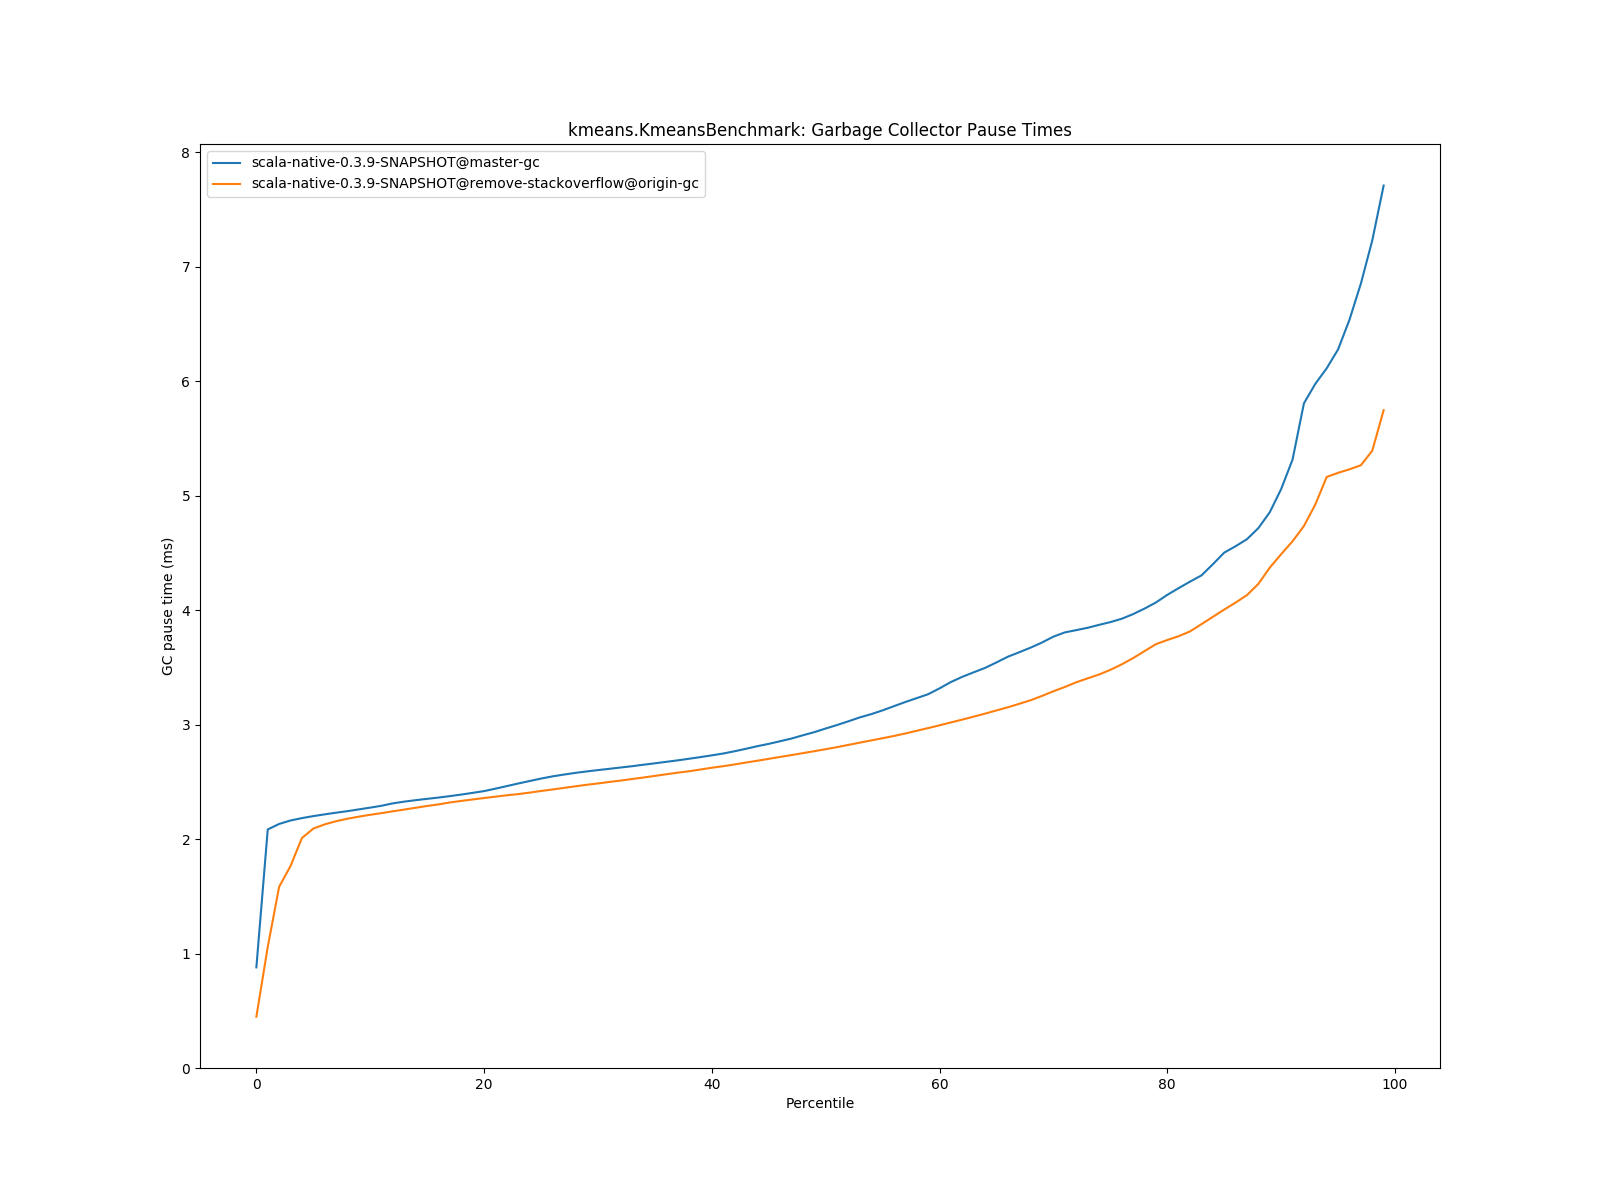 kmeans.KmeansBenchmark: Garbage Collector Pause Times
scala-native-0.3.9-SNAPSHOT@master-gc
scala-native-0.3.9-SNAPSHOT@remove-stackoverflow@origin-gc
8
7
6
5
4
3
2
1
0
GC pause time (ms)
0 20 40 60 80 100
Percentile